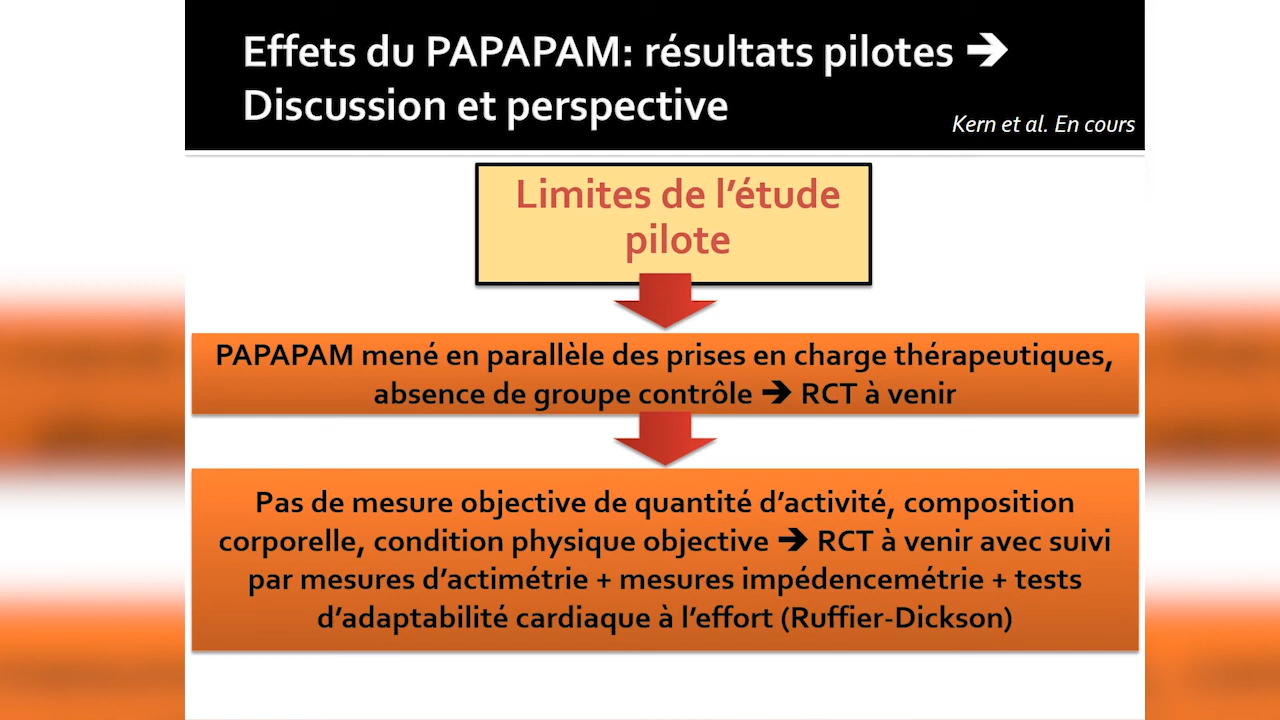 Effets du PAPAPAM: résultats pilotes ➔
Discussion et perspective
Kern et al. En cours
Limites de l’étude
pilote
PAPAPAM mené en parallèle des prises en charge thérapeutiques,
absence de groupe contrôle ➔ RCT à venir
Pas de mesure objective de quantité d’activité, composition
corporelle, condition physique objective ➔ RCT à venir avec suivi
par mesures d’actimétrie + mesures impédencemétrie + tests
d’adaptabilité cardiaque à l’effort (Ruffier-Dickson)